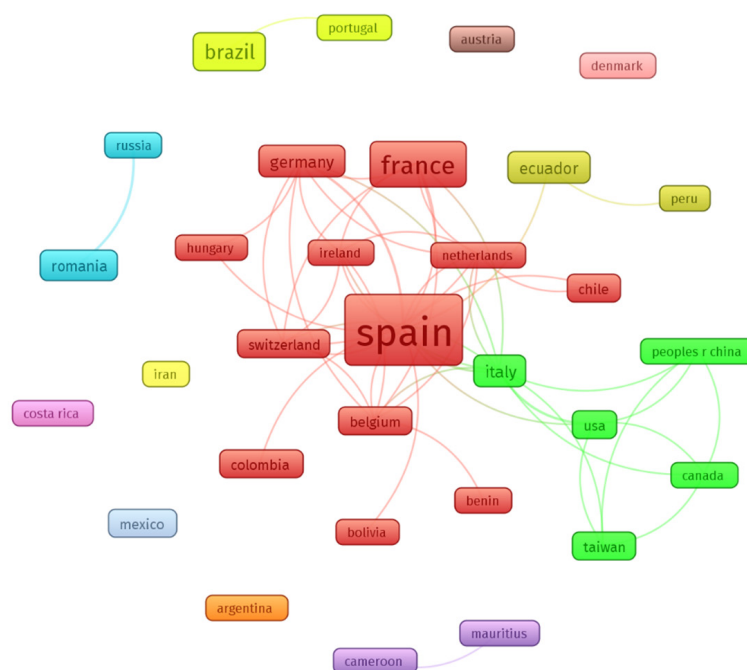 portugal
brazil
austria
denmark
russia
germany
france
ecuador
peru
hungary
ireland
netherlands
romania
chile
spain
switzerland
peoples r china
iran
italy
costa rica
belgium
usa
colombia
canada
benin
mexico
bolivia
taiwan
argentina
mauritius
cameroon